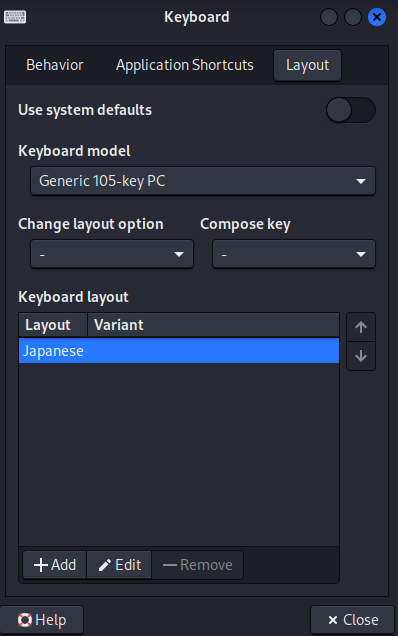 Keyboard
Behavior Application Shortcuts Layout
Use system defaults
Keyboard model
Generic 105-key PC
Change layout option Compose key
- -
Keyboard layout
Layout Variant
Japanese
Add Edit Remove
Help Close